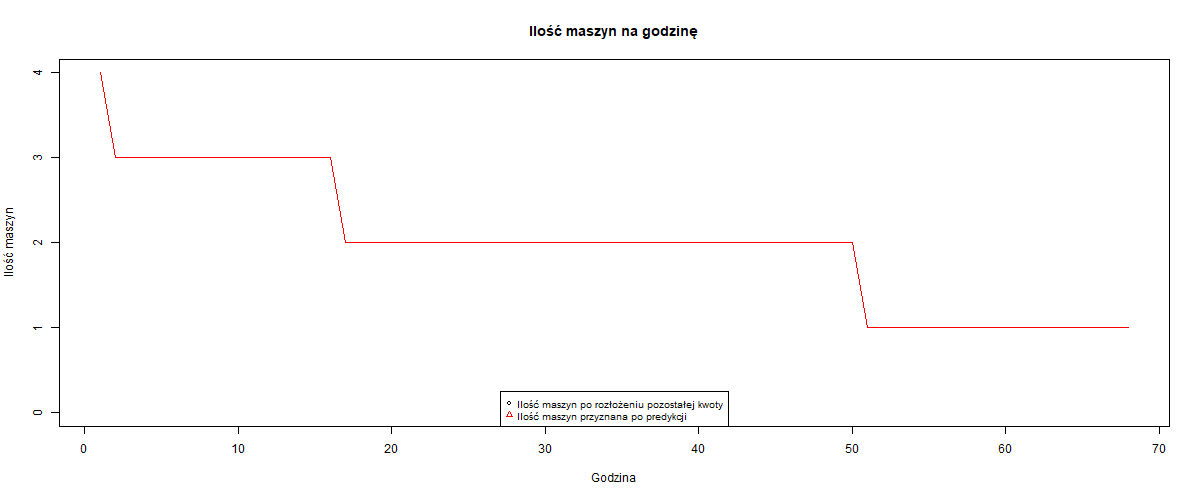 Ilość maszyn na godzinę
Ilość maszyn
4
3
2
1
0
Ilość maszyn po rozłożeniu pozostałej kwoty
Ilość maszyn przyznana po predykcji
0 10 20 30 40 50 60 70
Godzina